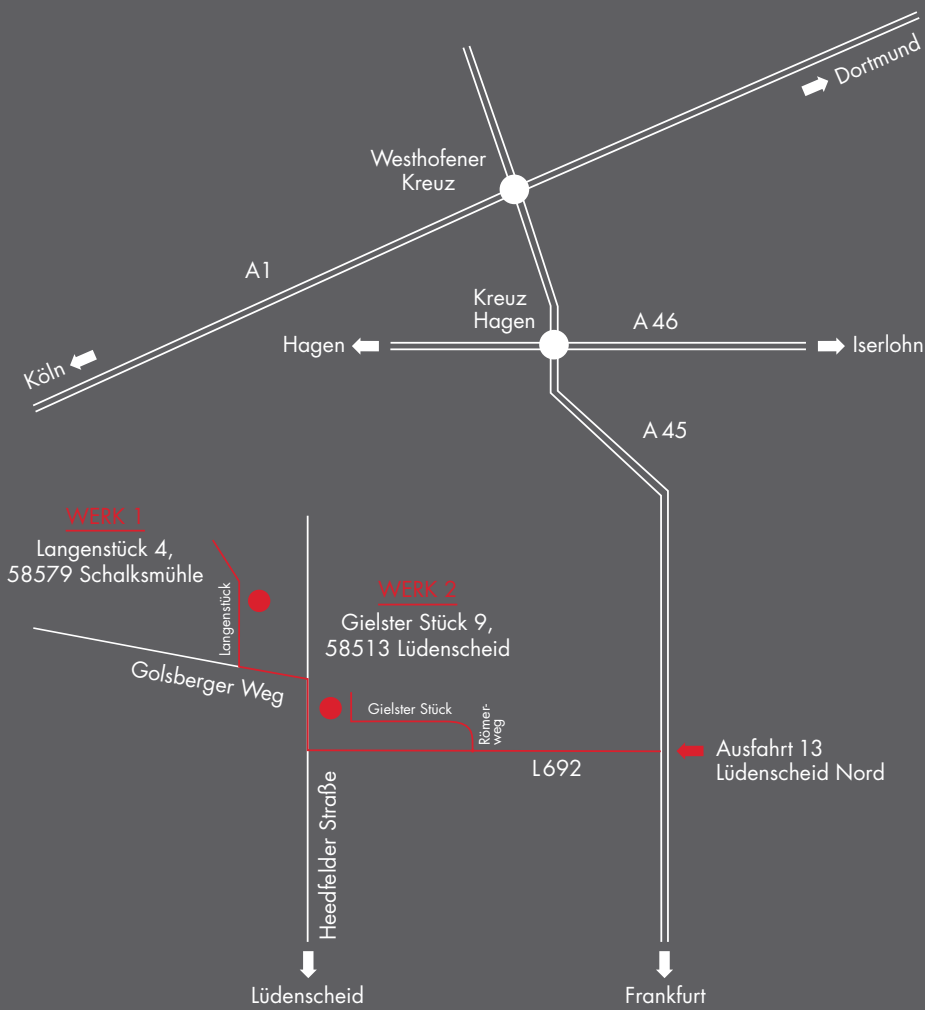 Dortmund
Westhofener
Kreuz
A1
Kreuz
Hagen
A 46
Hagen
Iserlohn
Köln
A 45
WERK 1
Langenstück 4,
58579 Schalksmühle
WERK 2
Gielster Stück 9,
58513 Lüdenscheid
Langenstück
Golsberger Weg
Gielster Stück
Römer-
weg
L692
Ausfahrt 13
Lüdenscheid Nord
Heedfelder Straße
Lüdenscheid
Frankfurt